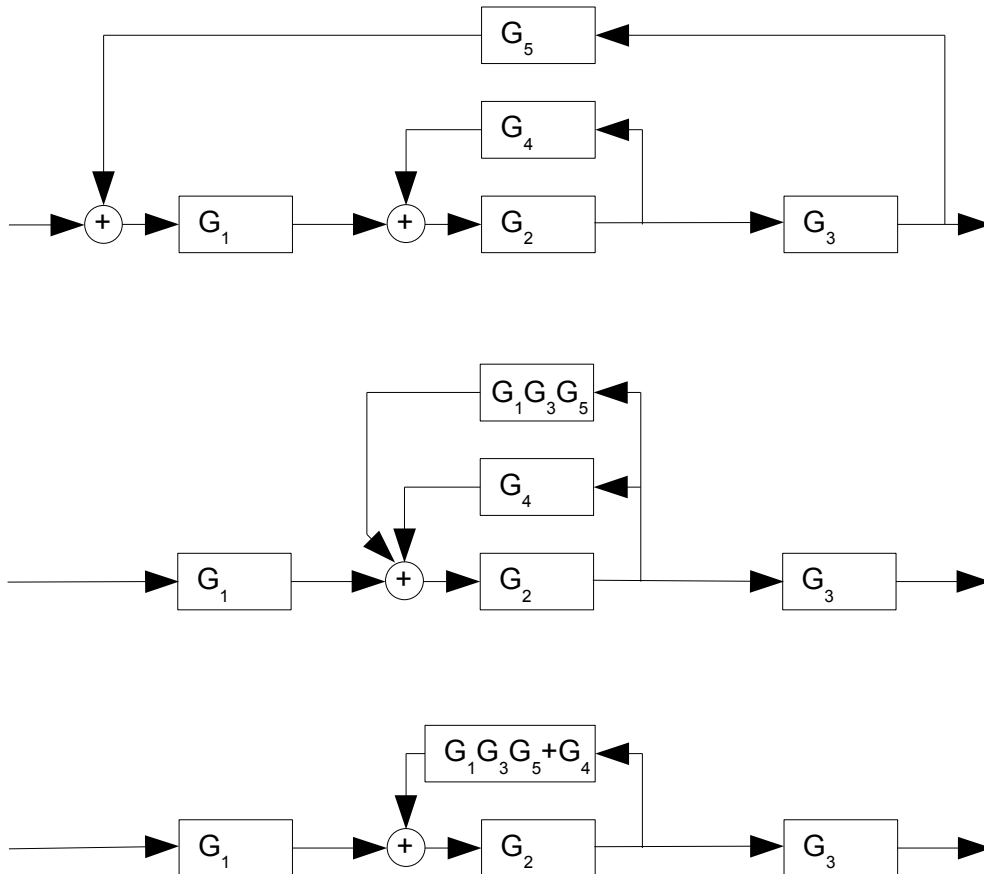 G₅
G₄
+ G₁ + G₂ G₃
G₁G₃G₅
G₄
G₁ + G₂ G₃
G₁G₃G₅+G₄
G₁ + G₂ G₃